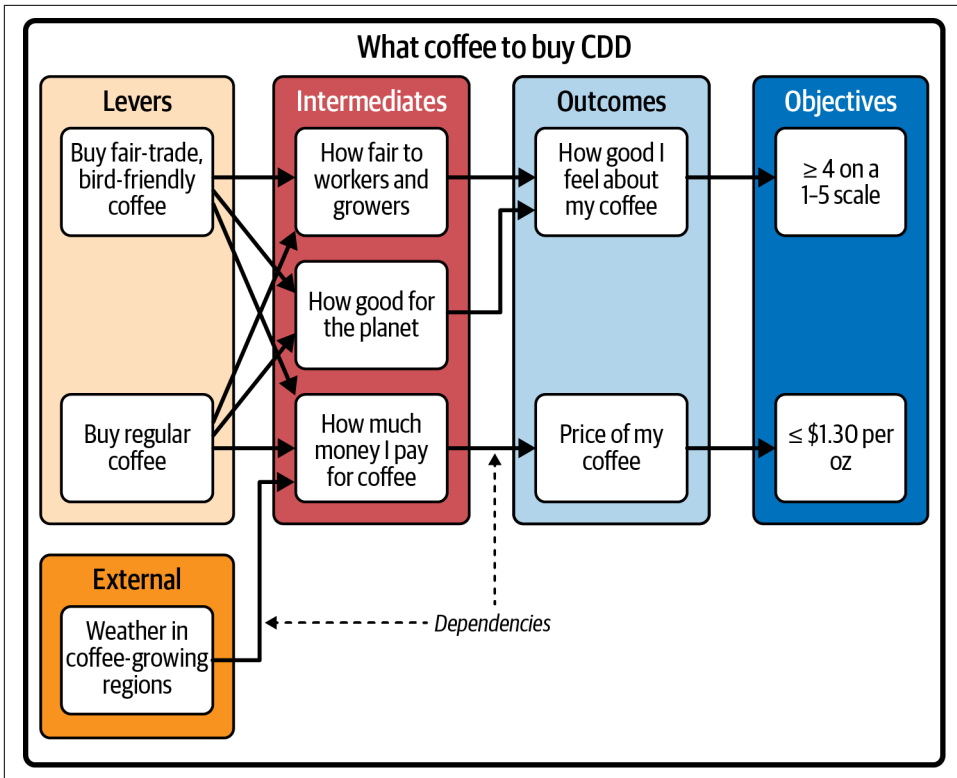 What coffee to buy CDD
Levers
Buy fair-trade,
bird-friendly
coffee
Buy regular
coffee
Intermediates
How fair to
workers and
growers
How good for
the planet
How much
money I pay
for coffee
Outcomes
How good I
feel about
my coffee
Price of my
coffee
Objectives
≥ 4 on a
1–5 scale
≤ $1.30 per
oz
External
Weather in
coffee-growing
regions
Dependencies